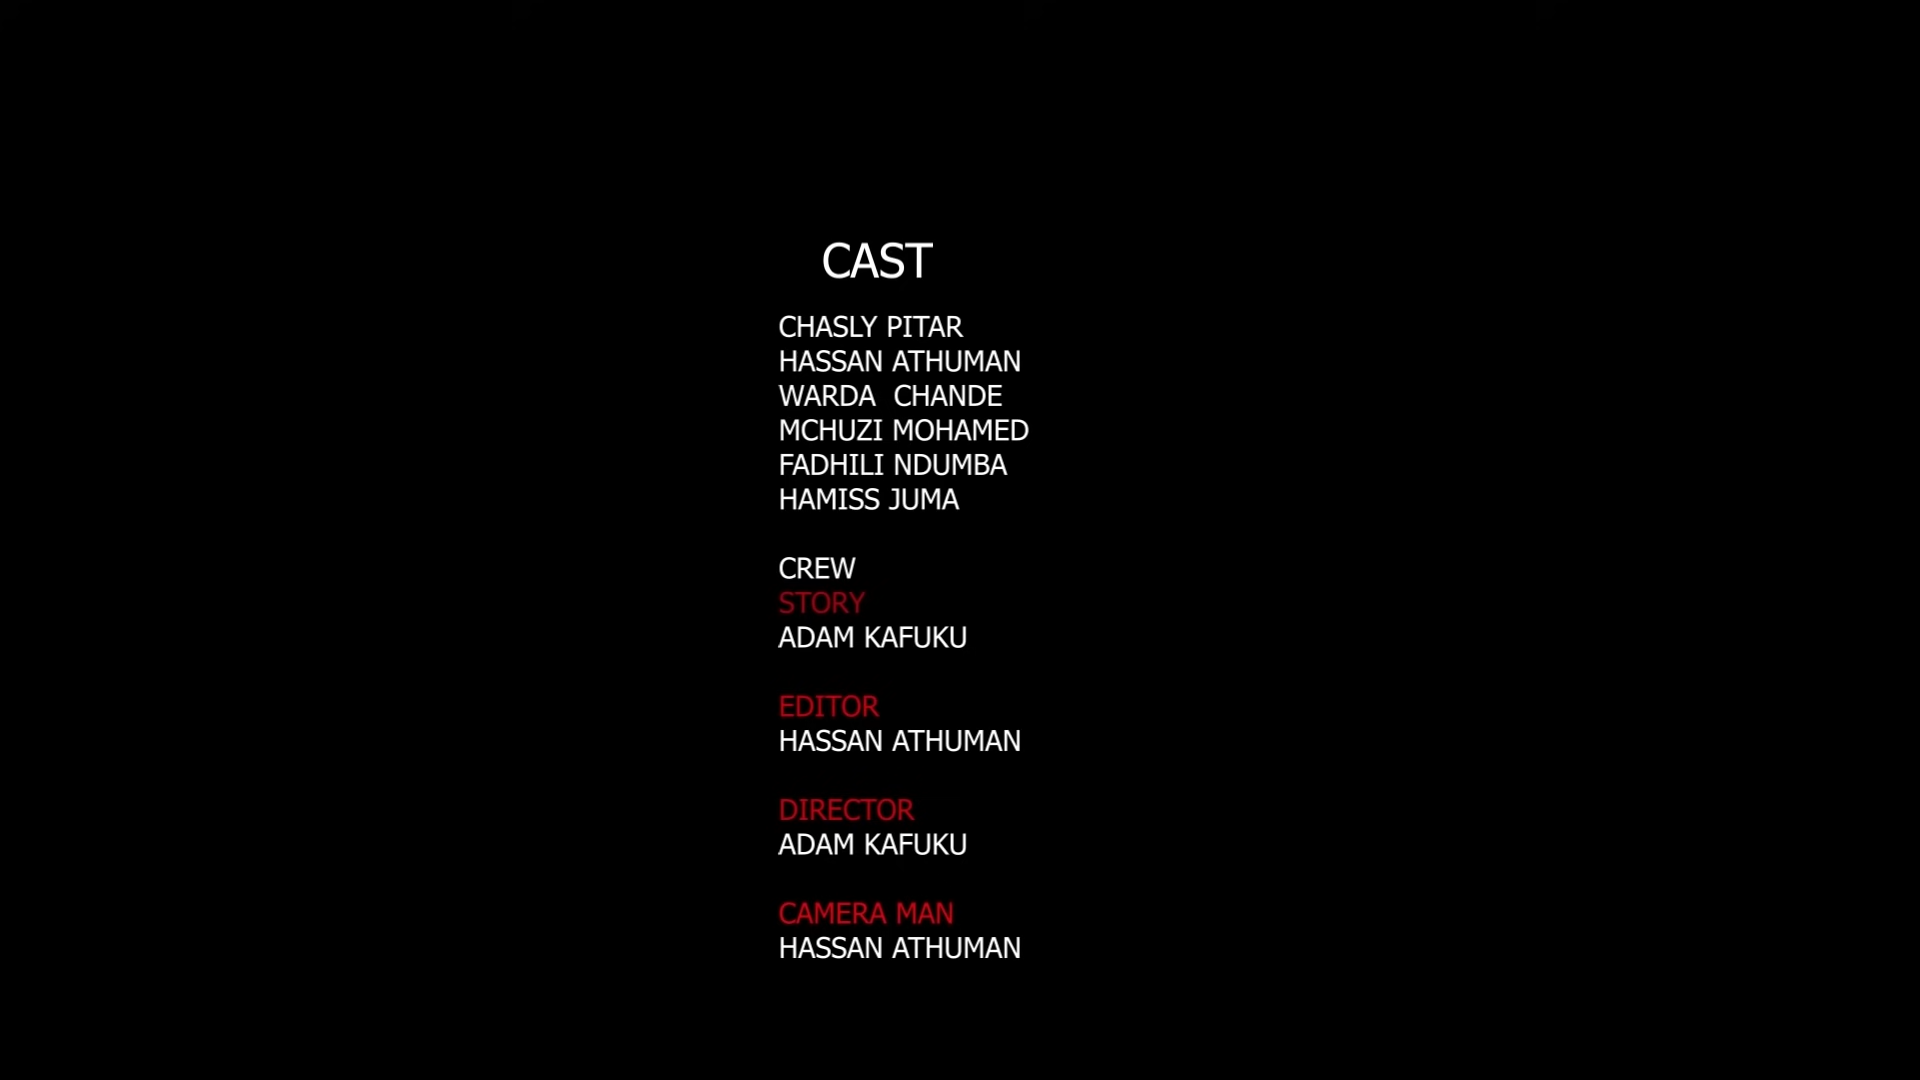 CAST
CHASLY PITAR
HASSAN ATHUMAN
WARDA  CHANDE
MCHUZI MOHAMED
FADHILI NDUMBA
HAMISS JUMA
CREW
STORY
ADAM KAFUKU
EDITOR
HASSAN ATHUMAN
DIRECTOR
ADAM KAFUKU
CAMERA MAN
HASSAN ATHUMAN